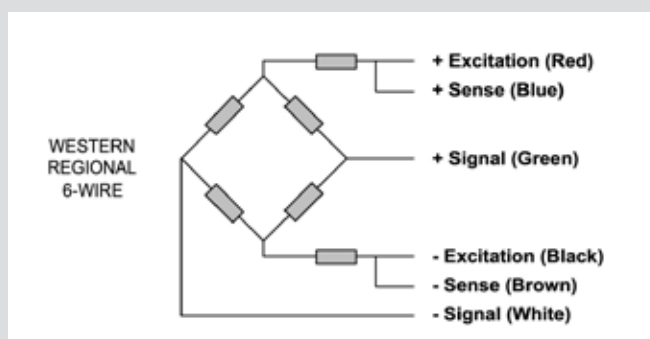 WESTERN
REGIONAL
6-WIRE
+ Excitation (Red)
+ Sense (Blue)
+ Signal (Green)
- Excitation (Black)
- Sense (Brown)
- Signal (White)